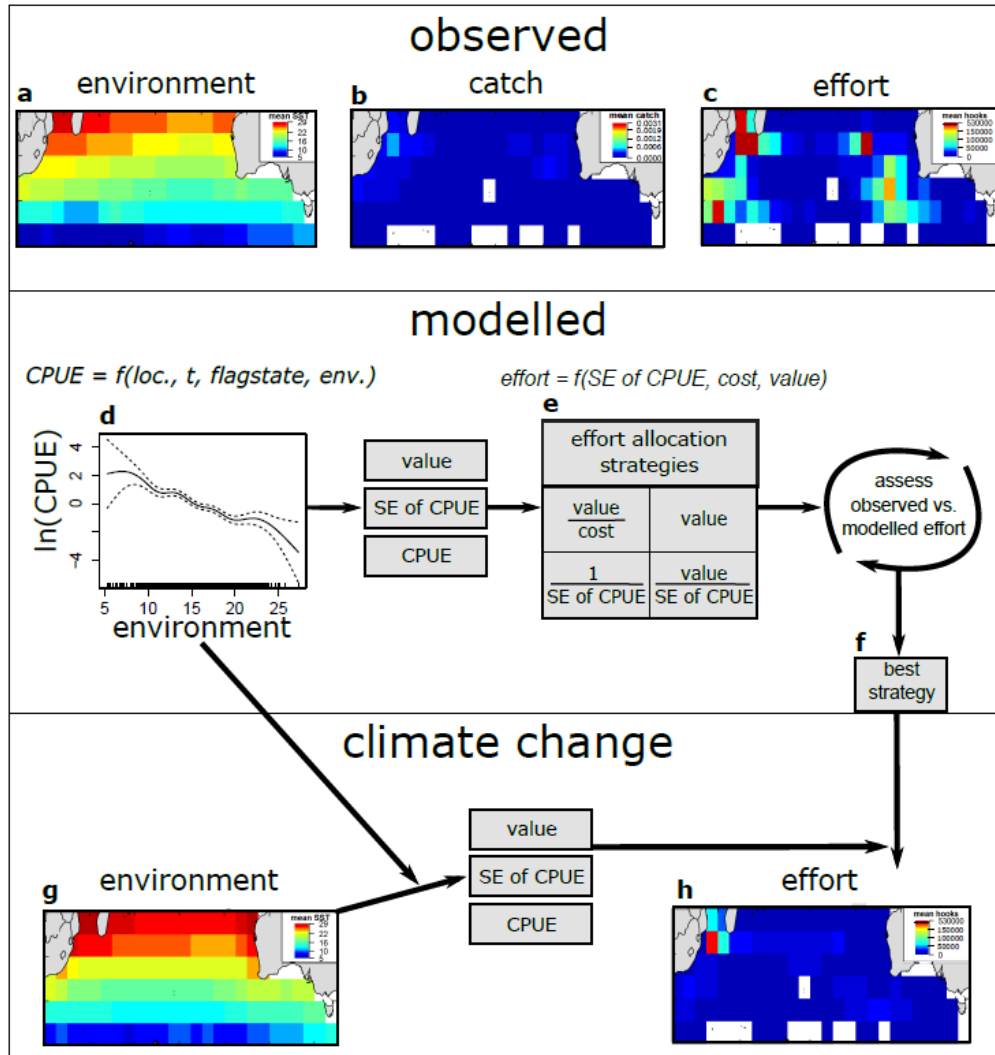 observed
environment
catch
effort
a
b
c
mean SST
29
22
16
10
5
mean catch
0.0031
0.0019
0.0012
0.0006
0.0000
mean hooks
530000
150000
100000
50000
0
modelled
CPUE = f(loc., t, flagstate, env.)
effort = f(SE of CPUE, cost, value)
d
ln(CPUE)
4
2
0
−4
5 10 15 20 25
environment
value
SE of CPUE
CPUE
e
effort allocation
strategies
value
cost
value
1
SE of CPUE
value
SE of CPUE
assess
observed vs.
modelled effort
f
best
strategy
climate change
value
SE of CPUE
CPUE
g
environment
mean SST
29
22
16
10
5
h
effort
mean hooks
530000
150000
100000
50000
0